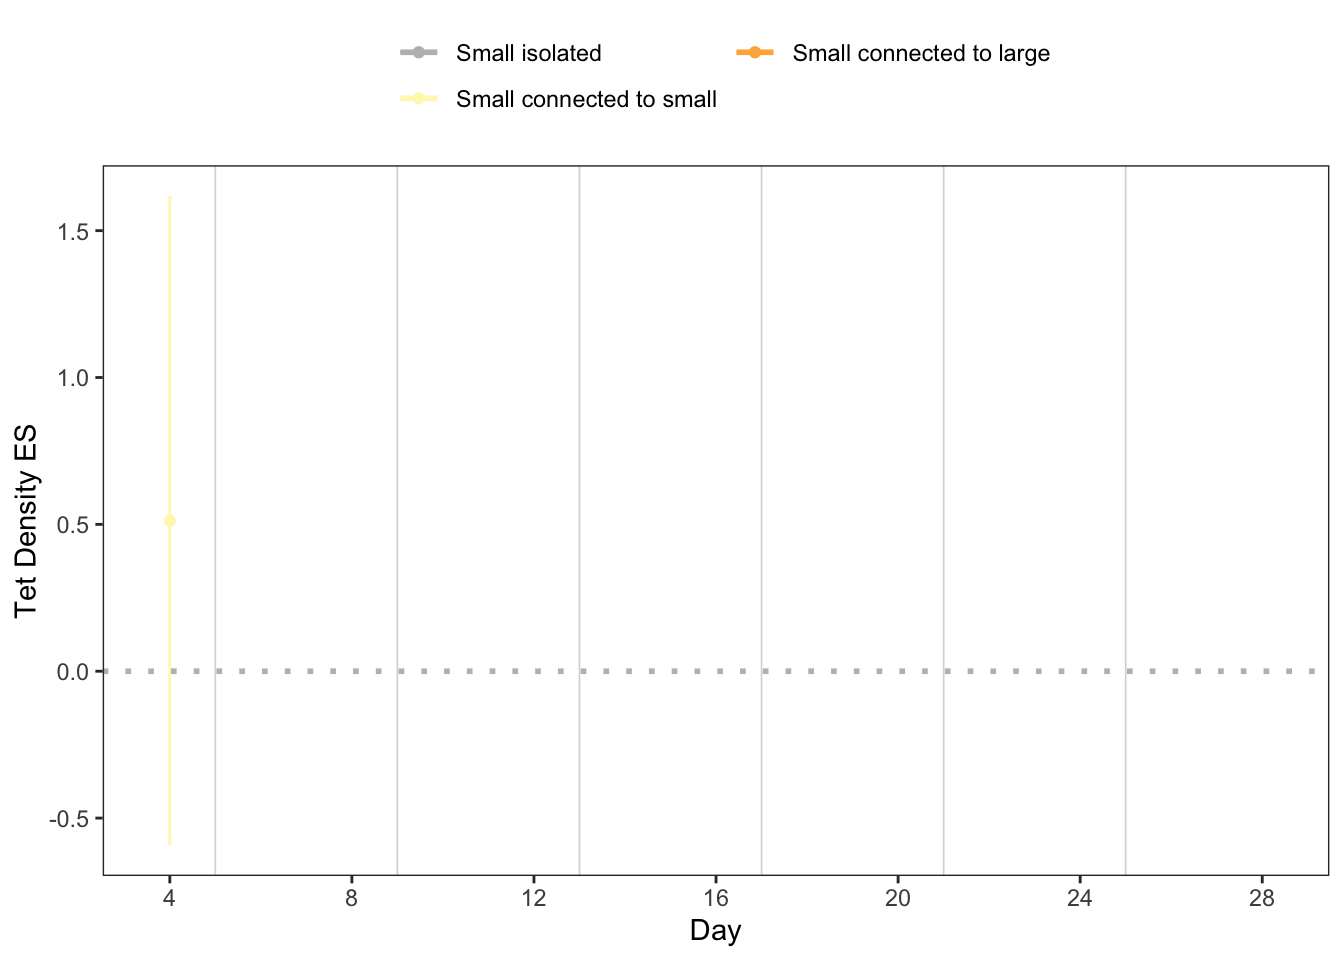 Small isolated
Small connected to large
Small connected to small
Tet Density ES
1.5
1.0
0.5
0.0
-0.5
4 8 12 16 20 24 28
Day